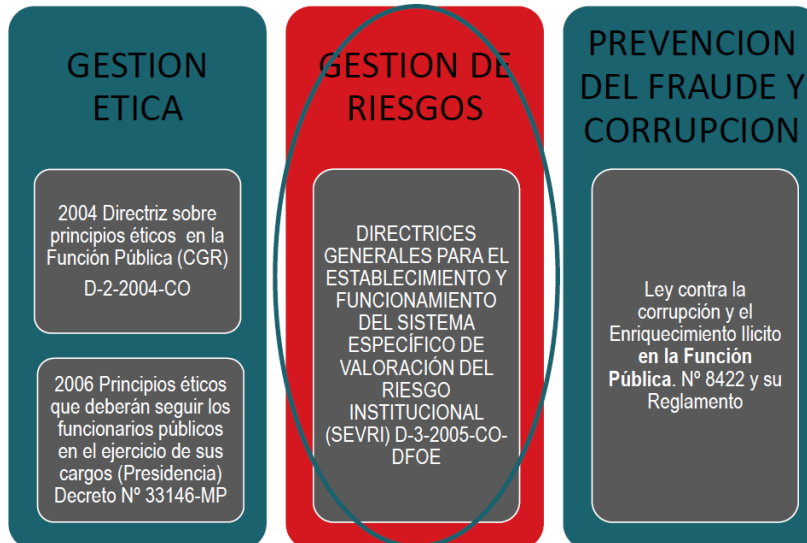 GESTION
ETICA
2004 Directriz sobre
principios éticos en la
Función Pública (CGR)
D-2-2004-CO
2006 Principios éticos
que deberán seguir los
funcionarios públicos
en el ejercicio de sus
cargos (Presidencia)
Decreto Nº 33146-MP
GESTION DE
RIESGOS
DIRECTRICES
GENERALES PARA EL
ESTABLECIMIENTO Y
FUNCIONAMIENTO
DEL SISTEMA
ESPECÍFICO DE
VALORACIÓN DEL
RIESGO
INSTITUCIONAL
(SEVRI) D-3-2005-CO-
DFOE
PREVENCION
DEL FRAUDE Y
CORRUPCION
Ley contra la
corrupción y el
Enriquecimiento Ilicito
en la Función
Pública. Nº 8422 y su
Reglamento